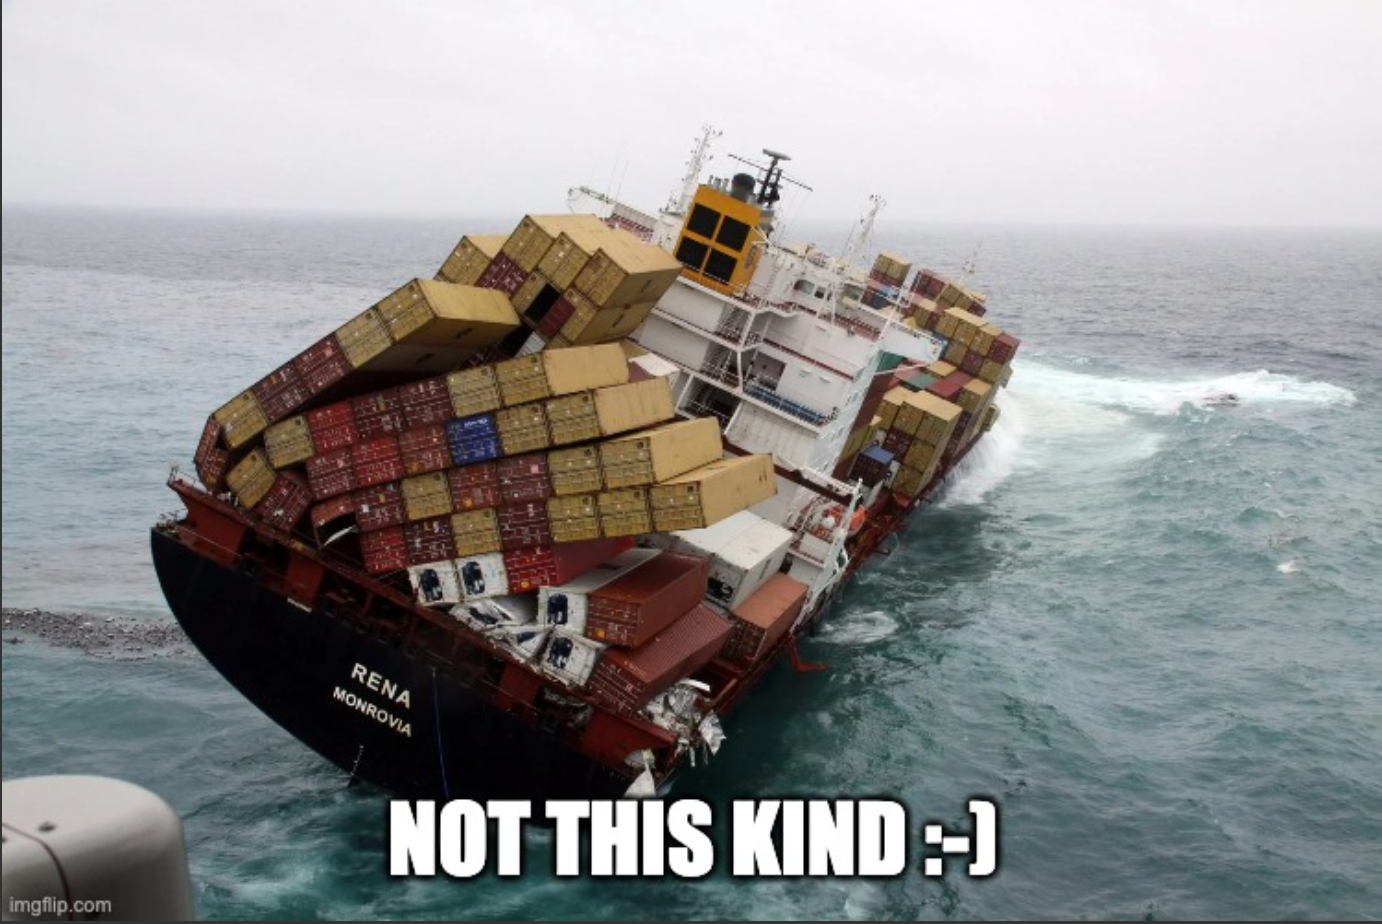 RENA
MONROVIA
NOT THIS KIND :-)
imgflip.com